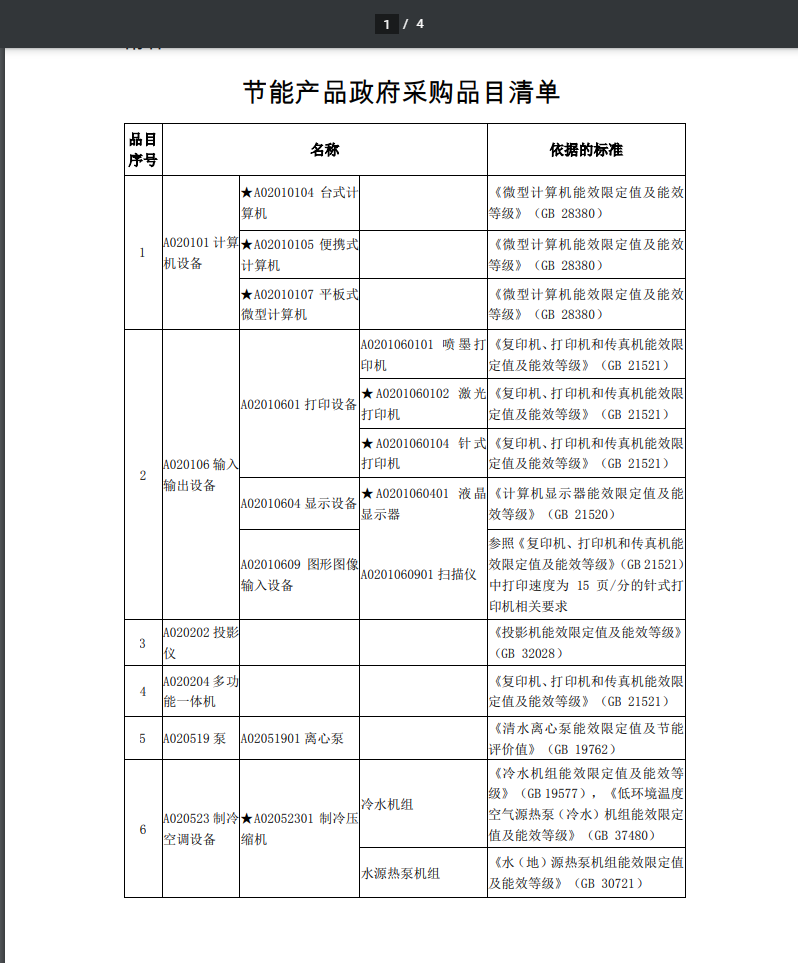 1 / 4
节能产品政府采购品目清单
品目
序号
名称
依据的标准
1
A020101 计算
机设备
★A02010104 台式计
算机
《微型计算机能效限定值及能效
等级》（GB 28380）
★A02010105 便携式
计算机
《微型计算机能效限定值及能效
等级》（GB 28380）
★A02010107 平板式
微型计算机
《微型计算机能效限定值及能效
等级》（GB 28380）
2
A020106 输入
输出设备
A02010601 打印设备
A0201060101 喷墨打
印机
《复印机、打印机和传真机能效限
定值及能效等级》（GB 21521）
★A0201060102 激光
打印机
《复印机、打印机和传真机能效限
定值及能效等级》（GB 21521）
★A0201060104 针式
打印机
《复印机、打印机和传真机能效限
定值及能效等级》（GB 21521）
A02010604 显示设备
★A0201060401 液晶
显示器
《计算机显示器能效限定值及能
效等级》（GB 21520）
A02010609 图形图像
输入设备
A0201060901 扫描仪
参照《复印机、打印机和传真机能
效限定值及能效等级》（GB 21521）
中打印速度为 15 页/分的针式打
印机相关要求
3
A020202 投影
仪
《投影机能效限定值及能效等级》
（GB 32028）
4
A020204 多功
能一体机
《复印机、打印机和传真机能效限
定值及能效等级》（GB 21521）
5
A020519 泵
A02051901 离心泵
《清水离心泵能效限定值及节能
评价值》（GB 19762）
6
A020523 制冷
空调设备
★A02052301 制冷压
缩机
冷水机组
《冷水机组能效限定值及能效等
级》（GB 19577），《低环境温度
空气源热泵（冷水）机组能效限定
值及能效等级》（GB 37480）
水源热泵机组
《水（地）源热泵机组能效限定值
及能效等级》（GB 30721）